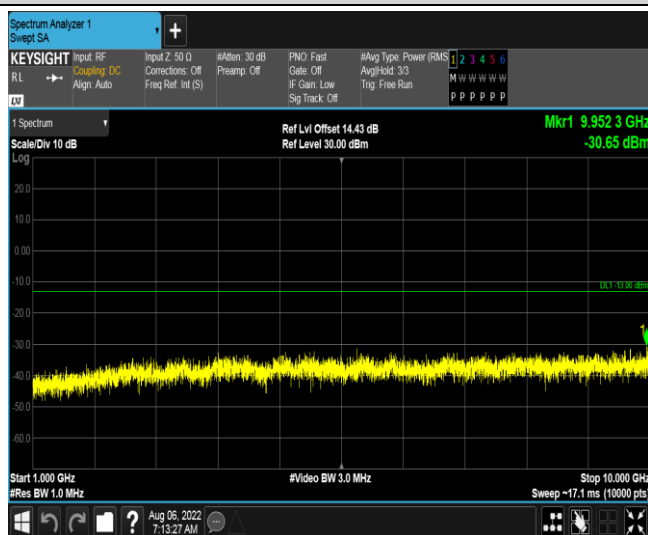 Spectrum Analyzer 1
Swept SA
+
KEYSIGHT
RL
LXI
Input: RF
Coupling: DC
Align: Auto
Input Z: 50 Ω
Corrections: Off
Freq Ref: Int (S)
#Atten: 30 dB
Preamp: Off
PNO: Fast
Gate: Off
IF Gain: Low
Sig Track: Off
#Avg Type: Power (RMS
Avg|Hold: 3/3
Trig: Free Run
1 2 3 4 5 6
M W W W W W
P P P P P P
1 Spectrum
Scale/Div 10 dB
Log
Ref Lvl Offset 14.43 dB
Ref Level 30.00 dBm
Mkr1 9.952 3 GHz
-30.65 dBm
20.0
10.0
0.00
-10.0
DL1 -13.00 dBm
-20.0
-30.0
1
-40.0
-50.0
-60.0
Start 1.000 GHz
#Res BW 1.0 MHz
#Video BW 3.0 MHz
Stop 10.000 GHz
Sweep ~17.1 ms (10000 pts)
?
Aug 06, 2022
7:13:27 AM